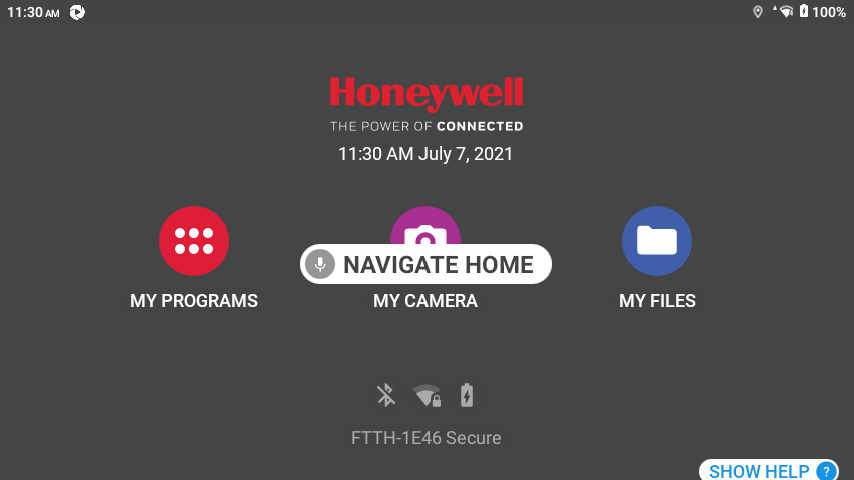 11:30 AM
100%
Honeywell
THE POWER OF CONNECTED
11:30 AM July 7, 2021
NAVIGATE HOME
MY PROGRAMS
MY CAMERA
MY FILES
FTTH-1E46 Secure
SHOW HELP ?